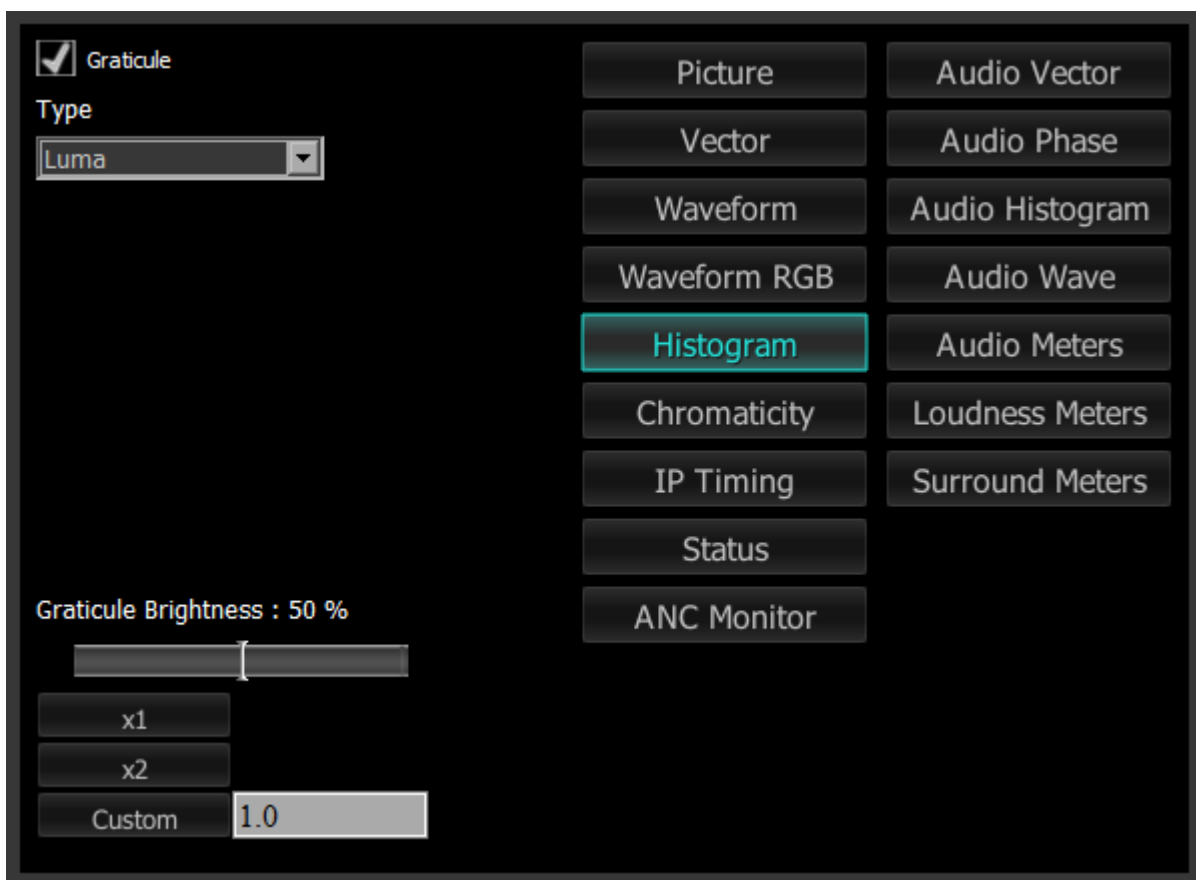 Graticule
Type
Luma
Graticule Brightness : 50 %
x1
x2
Custom
1.0
Picture
Vector
Waveform
Waveform RGB
Histogram
Chromaticity
IP Timing
Status
ANC Monitor
Audio Vector
Audio Phase
Audio Histogram
Audio Wave
Audio Meters
Loudness Meters
Surround Meters